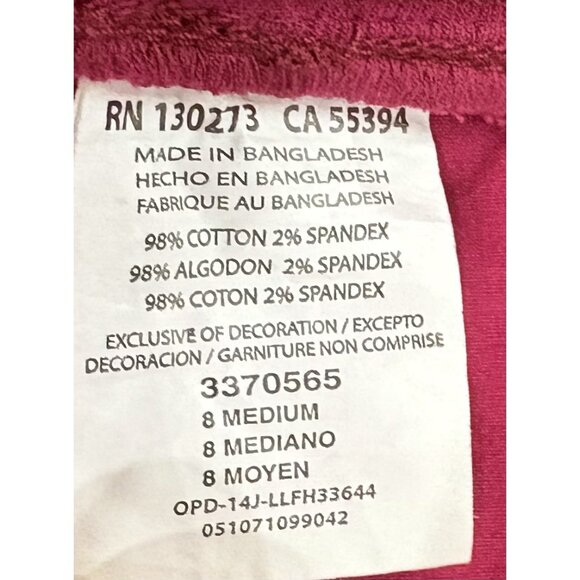 RN 130273 CA 55394
MADE IN BANGLADESH
HECHO EN BANGLADESH
FABRIQUE AU BANGLADESH
98% COTTON 2% SPANDEX
98% ALGODON 2% SPANDEX
98% COTON 2% SPANDEX
EXCLUSIVE OF DECORATION / EXCEPTO
DECORACION / GARNITURE NON COMPRISE
3370565
8 MEDIUM
8 MEDIANO
8 MOYEN
OPD-14J-LLFH33644
051071099042